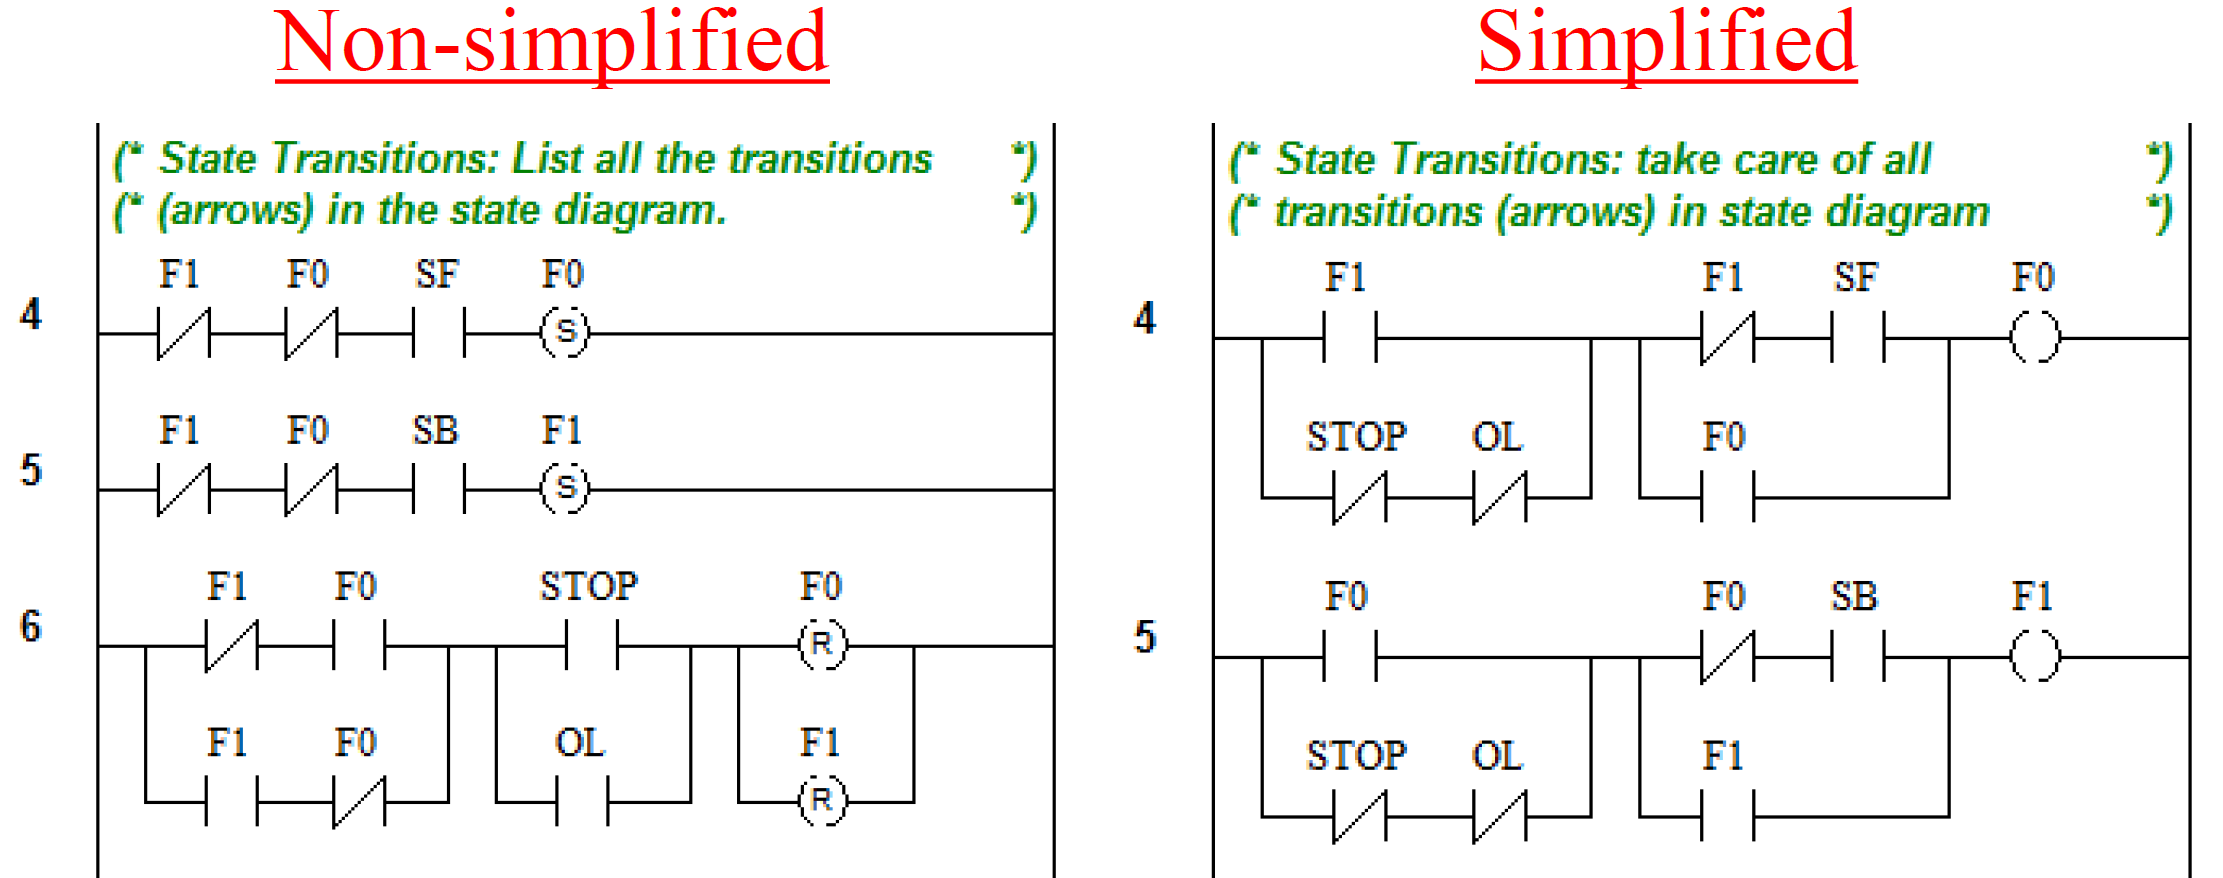 Non-simplified
(* State Transitions: List all the transitions *)
(* (arrows) in the state diagram. *)
F1 F0 SF F0
4 S
F1 F0 SB F1
5 S
F1 F0 STOP F0
6 R
F1 F0 OL F1
R
Simplified
(* State Transitions: take care of all *)
(* transitions (arrows) in state diagram *)
F1 F1 SF F0
4
STOP OL F0
F0 F0 SB F1
5
STOP OL F1